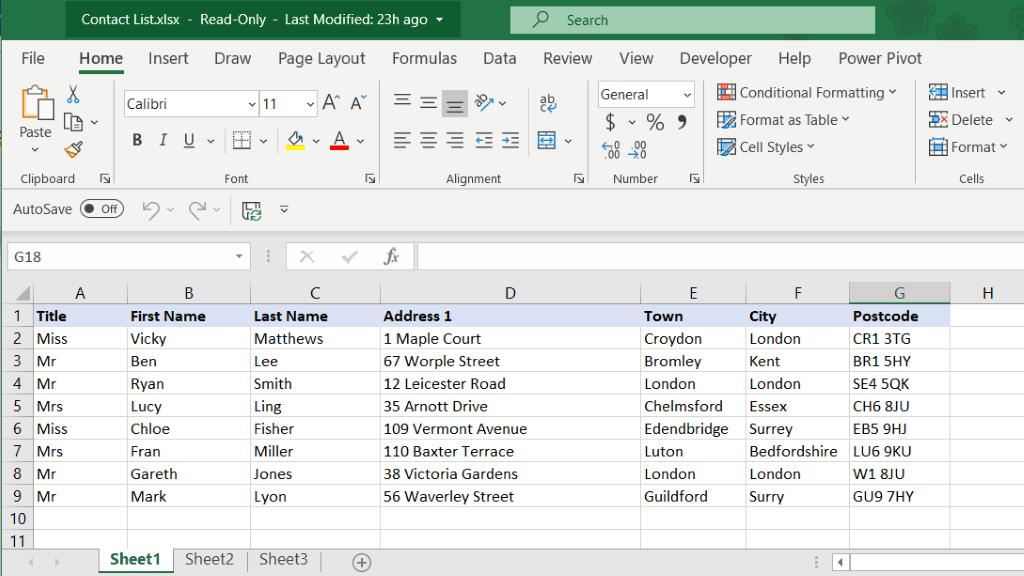 Contact List.xlsx - Read-Only - Last Modified: 23h ago
Search
File Home Insert Draw Page Layout Formulas Data Review View Developer Help Power Pivot
Calibri 11 A A ab General Conditional Formatting Insert
Paste $ % Format as Table Delete
B I U A .00 .00 Cell Styles Format
Clipboard Font Alignment Number Styles Cells
AutoSave Off
G18 fx
A B C D E F G H
1 Title First Name Last Name Address 1 Town City Postcode
2 Miss Vicky Matthews 1 Maple Court Croydon London CR1 3TG
3 Mr Ben Lee 67 Worple Street Bromley Kent BR1 5HY
4 Mr Ryan Smith 12 Leicester Road London London SE4 5QK
5 Mrs Lucy Ling 35 Arnott Drive Chelmsford Essex CH6 8JU
6 Miss Chloe Fisher 109 Vermont Avenue Edendbridge Surrey EB5 9HJ
7 Mrs Fran Miller 110 Baxter Terrace Luton Bedfordshire LU6 9KU
8 Mr Gareth Jones 38 Victoria Gardens London London W1 8JU
9 Mr Mark Lyon 56 Waverley Street Guildford Surry GU9 7HY
10
11
Sheet1 Sheet2 Sheet3